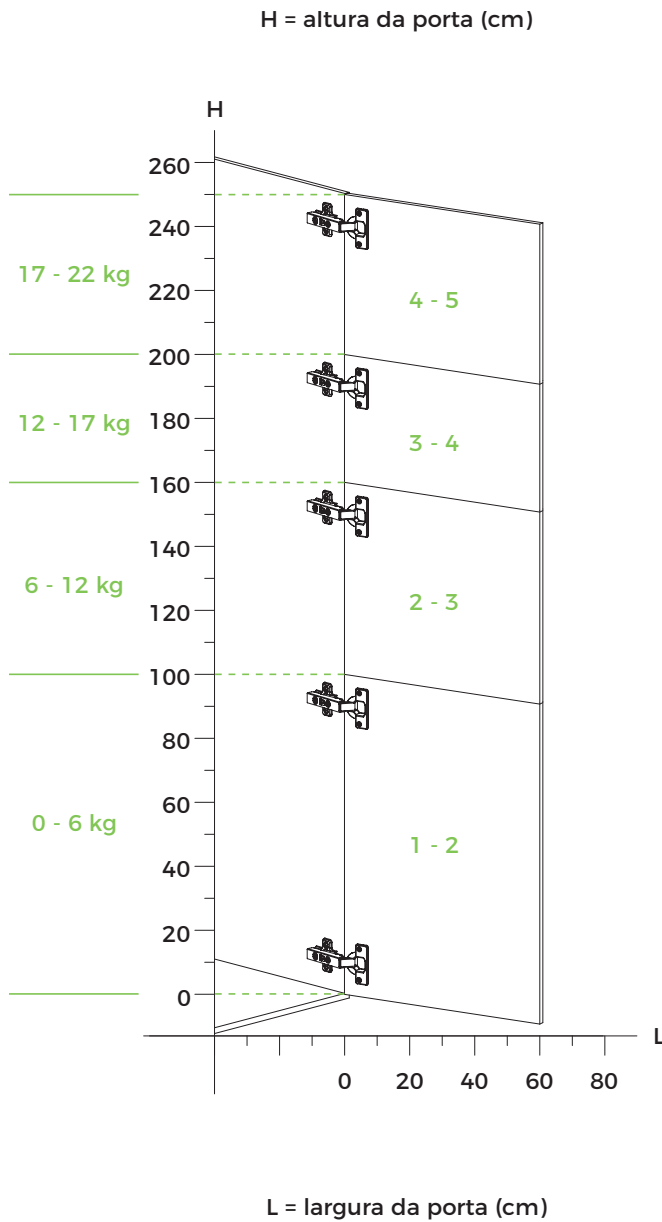 H = altura da porta (cm)
H
260
240
17 - 22 kg
220
4 - 5
200
12 - 17 kg
180
3 - 4
160
140
6 - 12 kg
2 - 3
120
100
80
60
0 - 6 kg
1 - 2
40
20
0
L
0 20 40 60 80
L = largura da porta (cm)